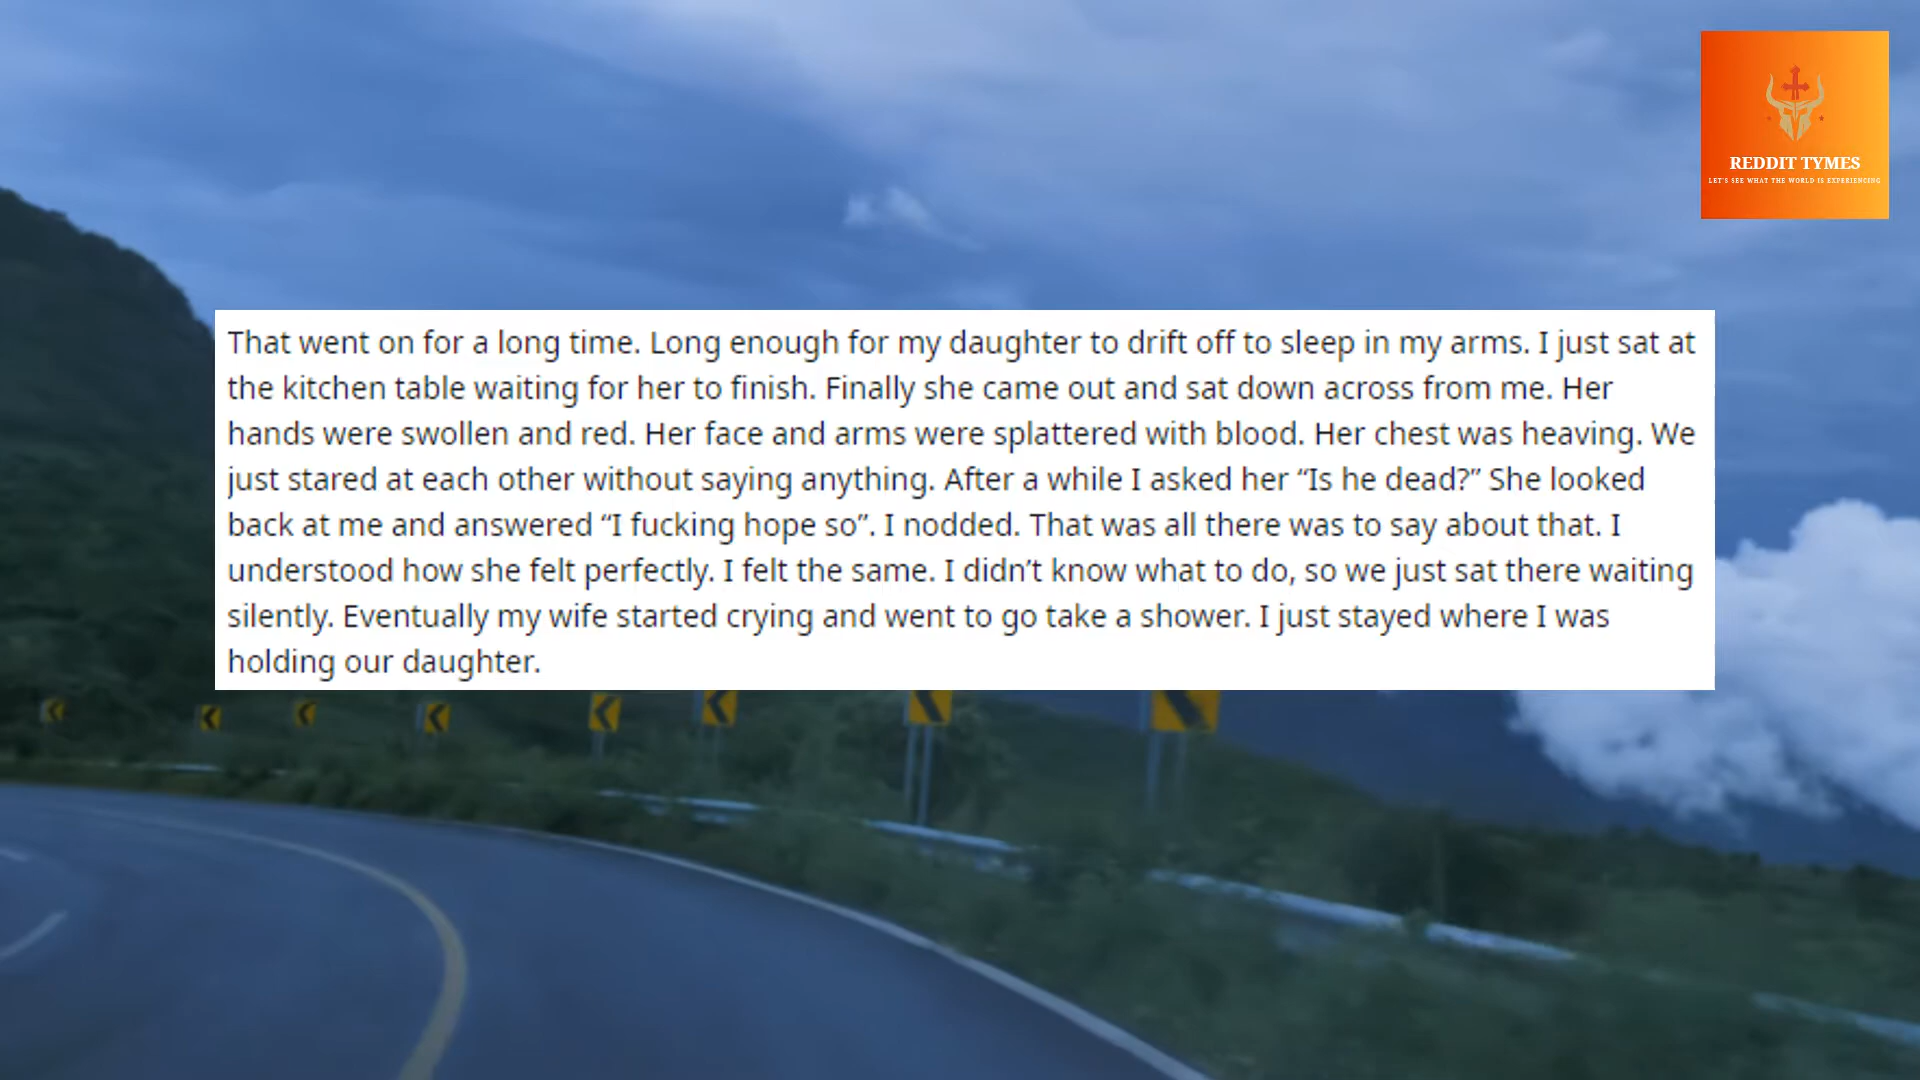 REDDIT TYMES
LET'S SEE WHAT THE WORLD IS EXPERIENCING
That went on for a long time. Long enough for my daughter to drift off to sleep in my arms. I just sat at
the kitchen table waiting for her to finish. Finally she came out and sat down across from me. Her
hands were swollen and red. Her face and arms were splattered with blood. Her chest was heaving. We
just stared at each other without saying anything. After a while I asked her “Is he dead?” She looked
back at me and answered “I fucking hope so”. I nodded. That was all there was to say about that. I
understood how she felt perfectly. I felt the same. I didn’t know what to do, so we just sat there waiting
silently. Eventually my wife started crying and went to go take a shower. I just stayed where I was
holding our daughter.